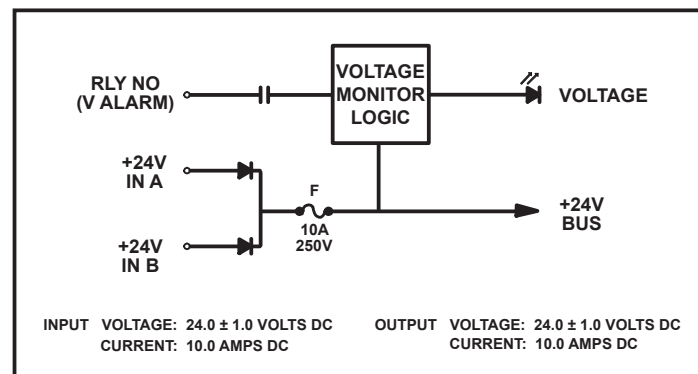 RLY NO
(V ALARM)
VOLTAGE
MONITOR
LOGIC
VOLTAGE
+24V
IN A
F
10A
250V
+24V
BUS
+24V
IN B
INPUT VOLTAGE: 24.0 ± 1.0 VOLTS DC
CURRENT: 10.0 AMPS DC
OUTPUT VOLTAGE: 24.0 ± 1.0 VOLTS DC
CURRENT: 10.0 AMPS DC